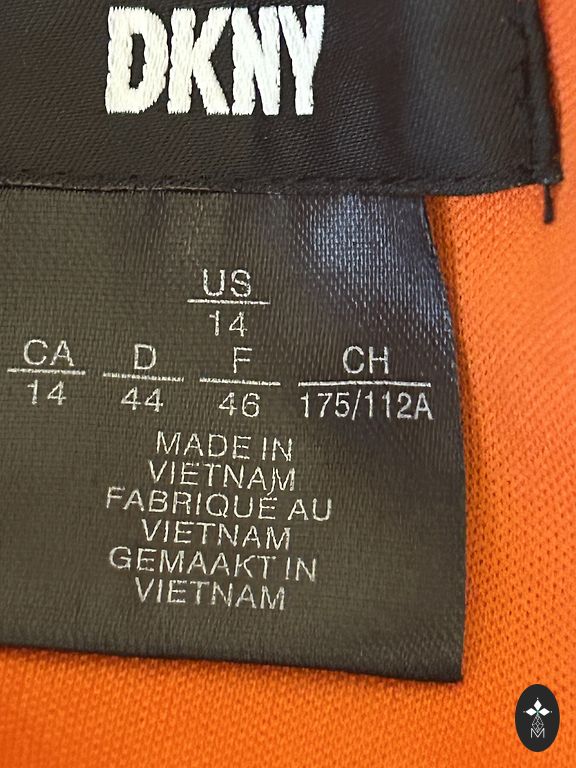 DKNY
US
14
CA D F CH
14 44 46 175/112A
MADE IN
VIETNAM
FABRIQUÉ AU
VIETNAM
GEMAAKT IN
VIETNAM
M